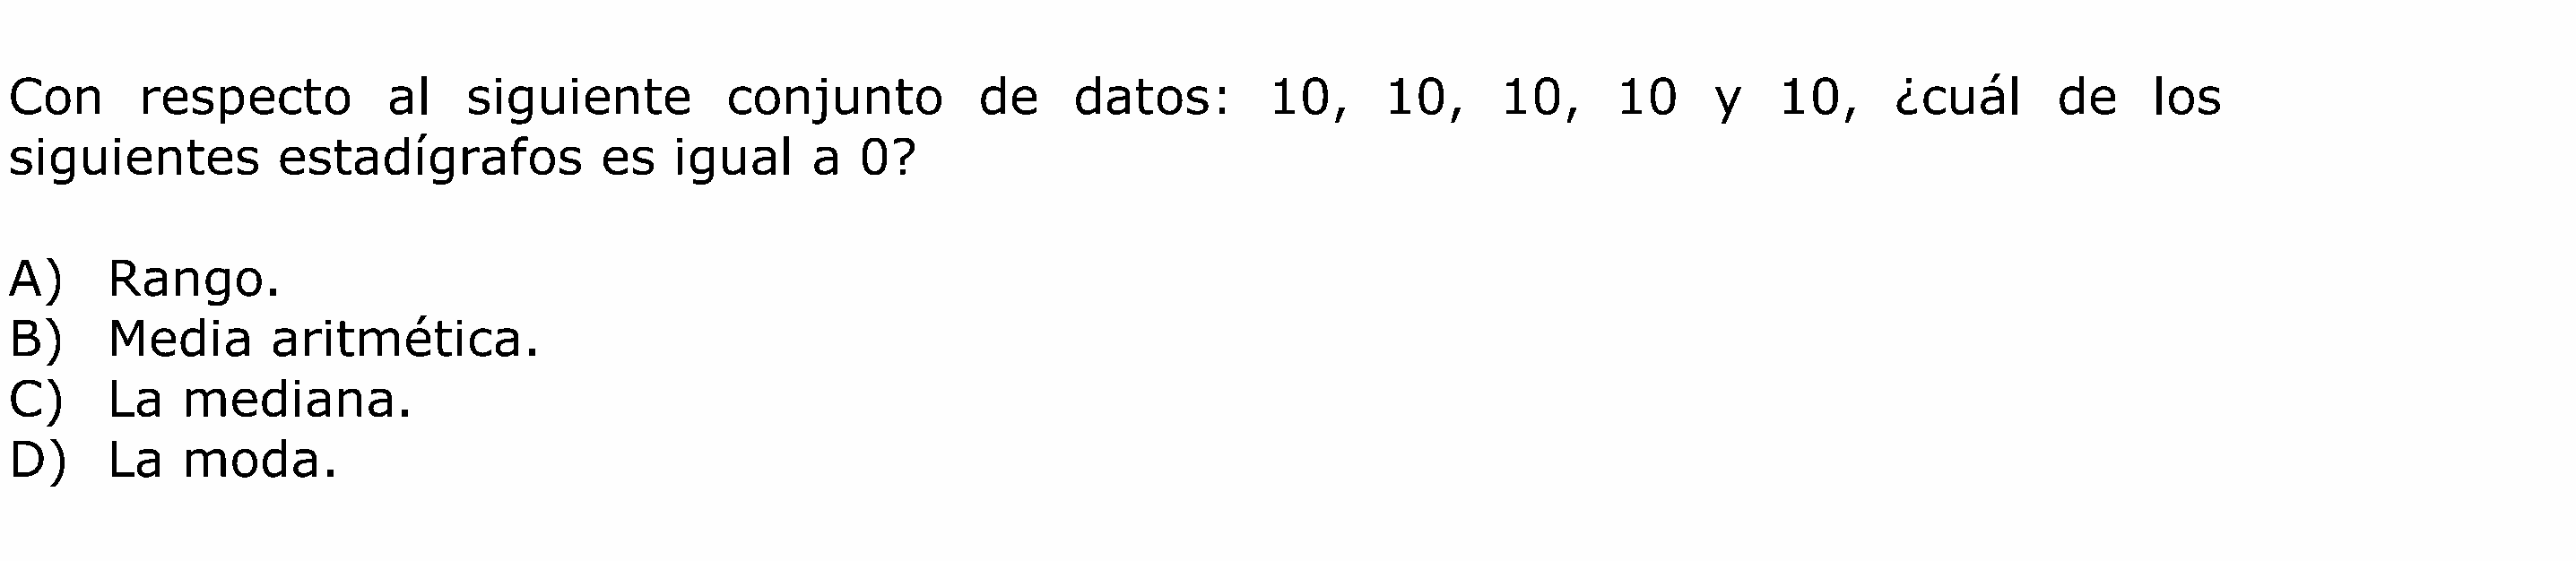 Con respecto al siguiente conjunto de datos: 10, 10, 10, 10 y 10, ¿cuál de los
siguientes estadígrafos es igual a 0?
A) Rango.
B) Media aritmética.
C) La mediana.
D) La moda.